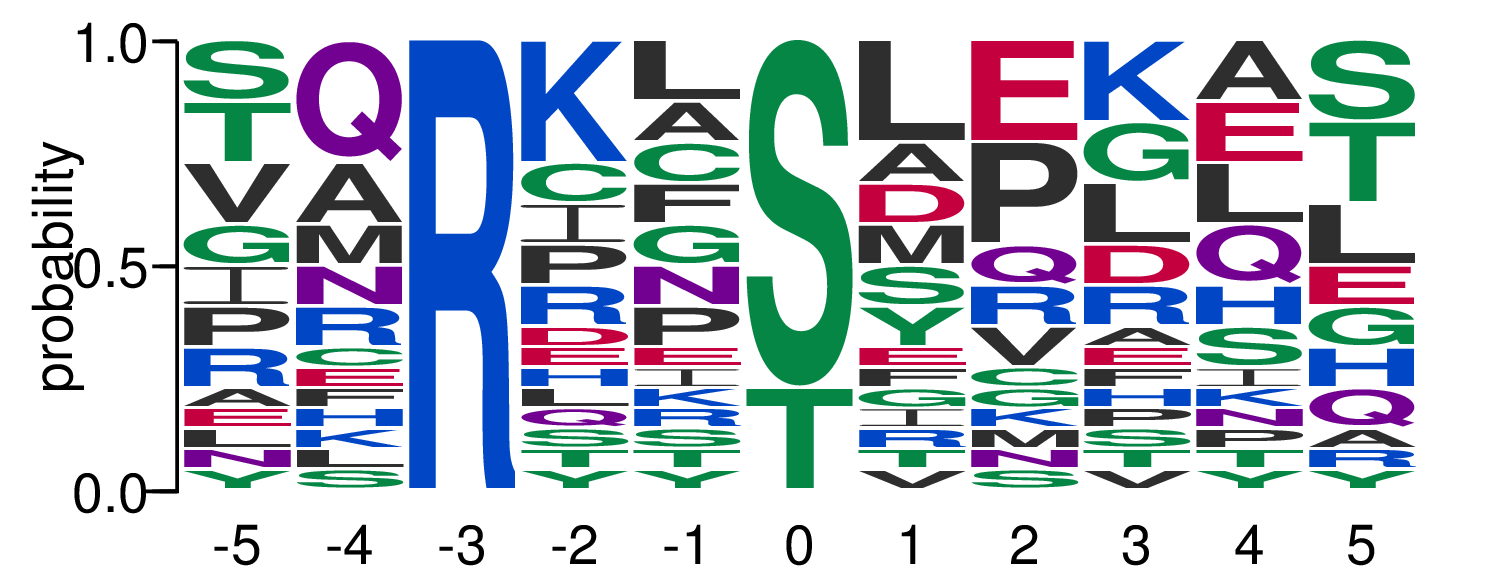 probability
1.0
0.5
0.0
S T V G I P R A E L N Y
Q A M N R C E F H K L S
R
K C I P R D E H L Q S T Y
L A C F G N P E I K R S T Y
S T
L A D M S Y E F G I R T V
E P Q R V C G K M N S
K G L D R A E F H P S T V
A E L Q H S I K N P T Y
S T L E G H Q A R Y
-5 -4 -3 -2 -1 0 1 2 3 4 5